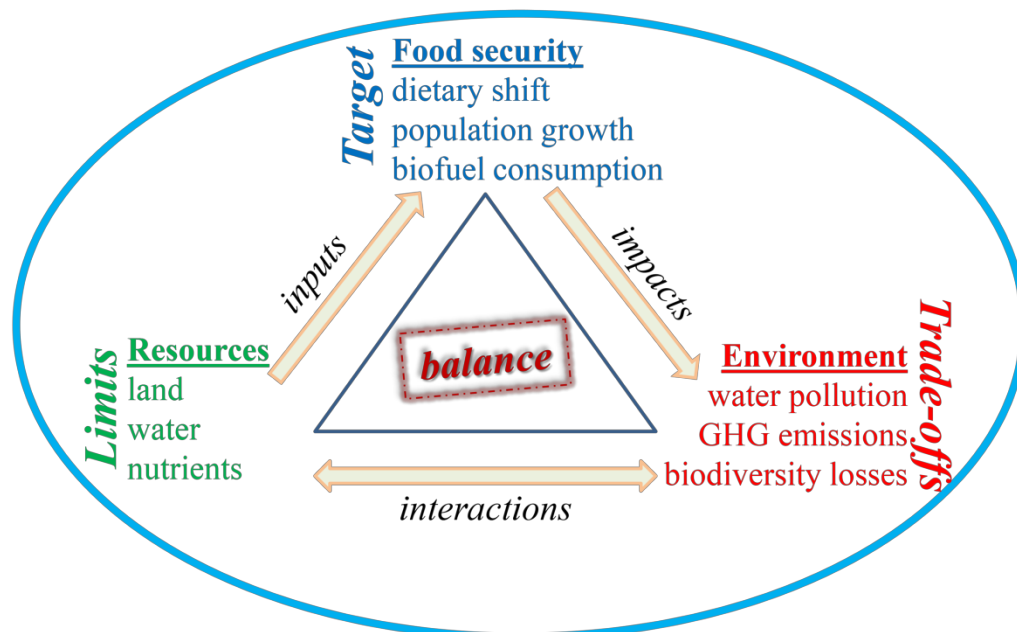 Target
Food security
dietary shift
population growth
biofuel consumption
inputs
impacts
balance
Limits
Resources
land
water
nutrients
Trade-offs
Environment
water pollution
GHG emissions
biodiversity losses
interactions